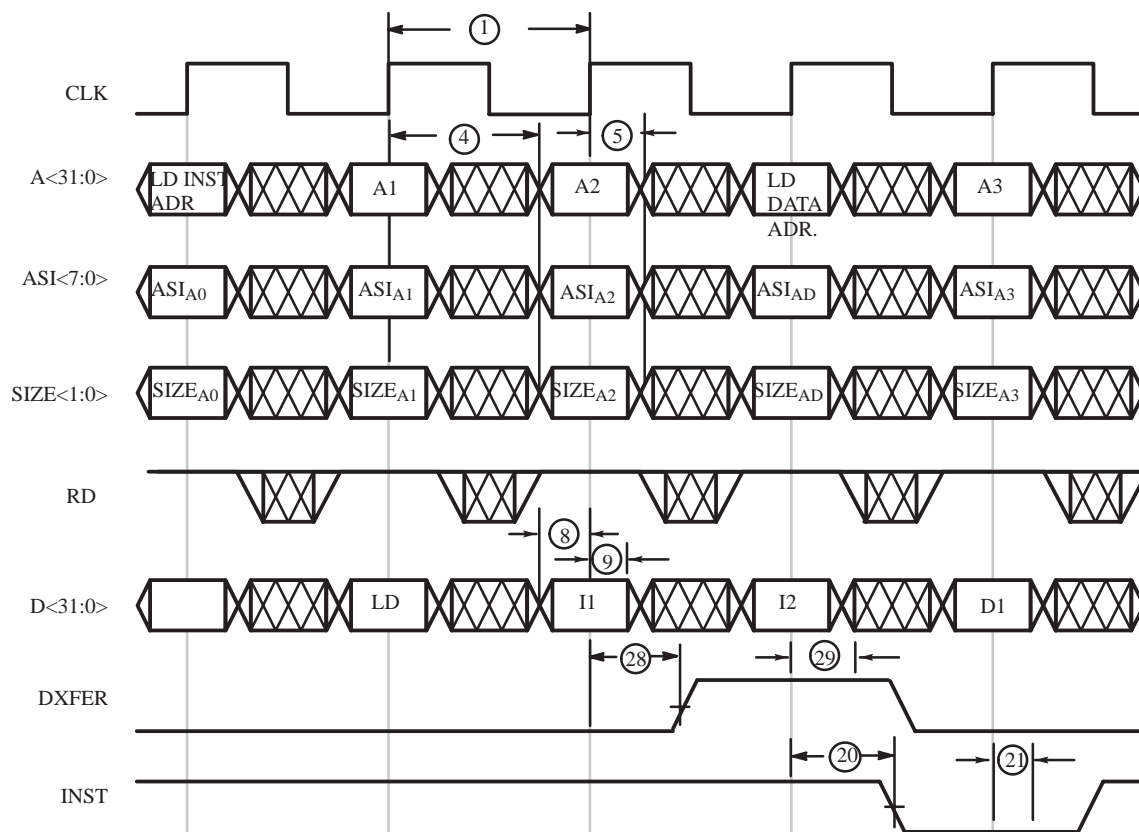 1
CLK
4
5
A<31:0>
LD INST
ADR
A1
A2
LD
DATA
ADR.
A3
ASI<7:0>
ASIA0
ASIA1
ASIA2
ASIAD
ASIA3
SIZE<1:0>
SIZEA0
SIZEA1
SIZEA2
SIZEAD
SIZEA3
RD
8
9
D<31:0>
LD
I1
I2
D1
28
29
DXFER
20
21
INST